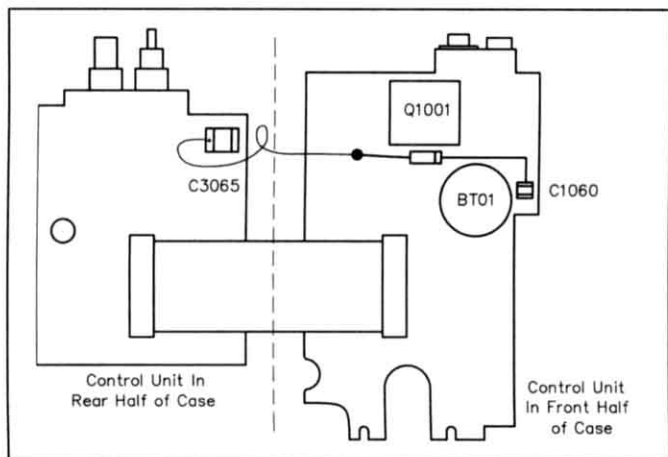 Q1001
C3065
C1060
BT01
Control Unit In
Rear Half of Case
Control Unit
In Front Half
of Case